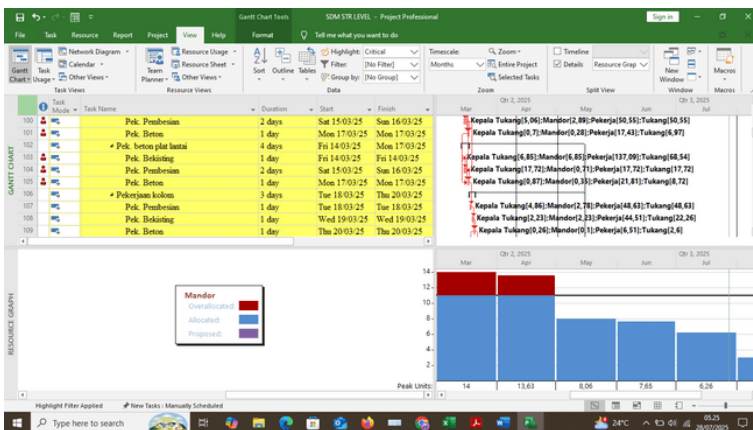 Gantt Chart Tools
SDM STR LEVEL - Project Professional
Sign in
File Task Resource Report Project View Help Format Tell me what you want to do
Gantt Chart
Task Usage
Network Diagram
Calendar
Other Views
Task Views
Team Planner
Resource Usage
Resource Sheet
Other Views
Resource Views
Sort
Outline
Tables
Highlight: Critical
Filter: [No Filter]
Group by: [No Group]
Data
Timescale:
Months
Zoom
Entire Project
Selected Tasks
Zoom
Timeline
Details Resource Grap
Split View
New Window
Window
Macros
Macros
Task Mode Task Name Duration Start Finish
100 Pek. Pembesian 2 days Sat 15/03/25 Sun 16/03/25
101 Pek. Beton 1 day Mon 17/03/25 Mon 17/03/25
102 Pek. beton plat lantai 4 days Fri 14/03/25 Mon 17/03/25
103 Pek. Bekisting 1 day Fri 14/03/25 Fri 14/03/25
104 Pek. Pembesian 2 days Sat 15/03/25 Sun 16/03/25
105 Pek. Beton 1 day Mon 17/03/25 Mon 17/03/25
106 Pekerjaan kolom 3 days Tue 18/03/25 Thu 20/03/25
107 Pek. Pembesian 1 day Tue 18/03/25 Tue 18/03/25
108 Pek. Bekisting 1 day Wed 19/03/25 Wed 19/03/25
109 Pek. Beton 1 day Thu 20/03/25 Thu 20/03/25
GANTT CHART
Qtr 2, 2025 Qtr 3, 2025
Mar Apr May Jun Jul
Kepala Tukang[5,06];Mandor[2,89];Pekerja[50,55];Tukang[50,55]
Kepala Tukang[0,7];Mandor[0,28];Pekerja[17,43];Tukang[6,97]
Kepala Tukang[6,85];Mandor[6,85];Pekerja[137,09];Tukang[68,54]
Kepala Tukang[17,72];Mandor[0,71];Pekerja[17,72];Tukang[17,72]
Kepala Tukang[0,87];Mandor[0,35];Pekerja[21,81];Tukang[8,72]
Kepala Tukang[4,86];Mandor[2,78];Pekerja[48,63];Tukang[48,63]
Kepala Tukang[2,23];Mandor[2,23];Pekerja[44,51];Tukang[22,26]
Kepala Tukang[0,26];Mandor[0,1];Pekerja[6,51];Tukang[2,6]
RESOURCE GRAPH
Mandor
Overallocated:
Allocated:
Proposed:
Qtr 2, 2025 Qtr 3, 2025
Mar Apr May Jun Jul
14
12
10
8
6
4
2
Peak Units: 14 13,63 8,06 7,65 6,26
Highlight Filter Applied New Tasks : Manually Scheduled
Type here to search
24°C
05.25
28/07/2025